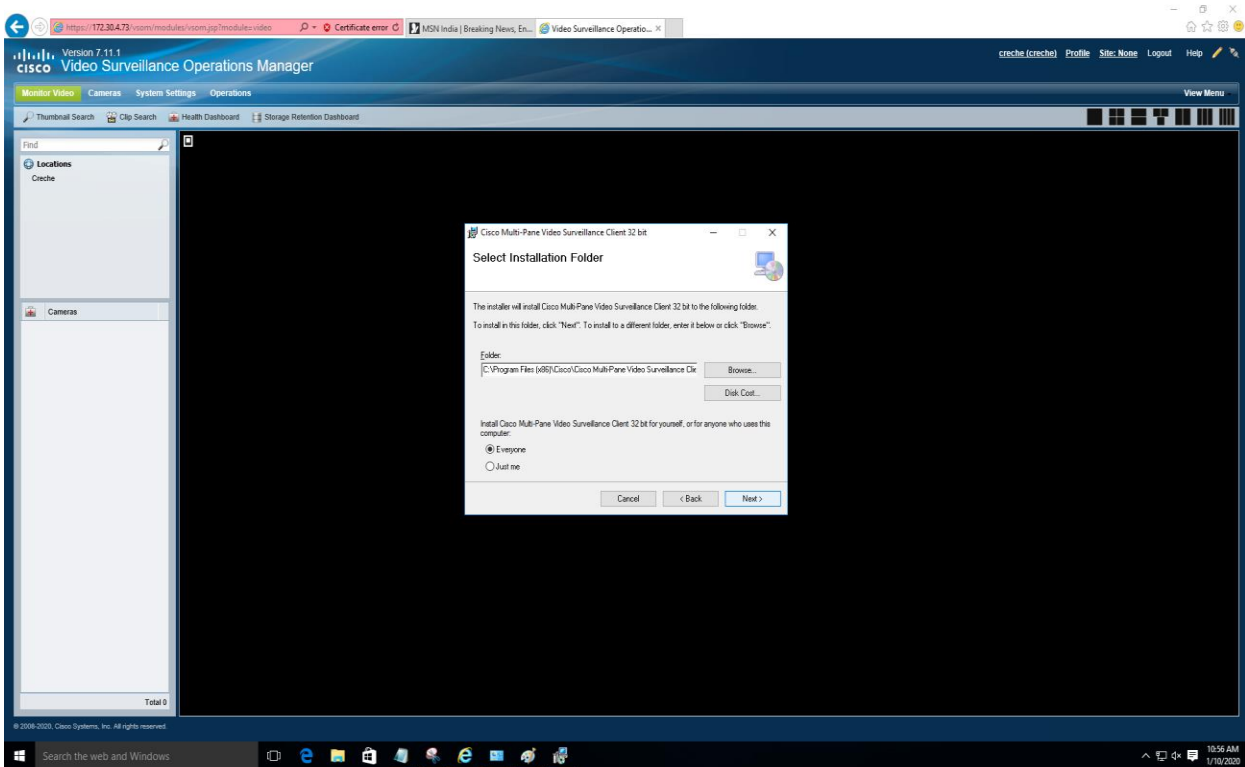 https://172.30.4.73/vsom/modules/vsom.jsp?module=video
Certificate error
MSN India | Breaking News, En...
Video Surveillance Operatio...
CISCO
Version 7.11.1
Video Surveillance Operations Manager
creche (creche) Profile Site: None Logout Help
Monitor Video Cameras System Settings Operations
View Menu
Thumbnail Search Clip Search Health Dashboard Storage Retention Dashboard
Find
Locations
Creche
Cameras
Total 0
Cisco Multi-Pane Video Surveillance Client 32 bit
Select Installation Folder
The installer will install Cisco Multi-Pane Video Surveillance Client 32 bit to the following folder.
To install in this folder, click "Next". To install to a different folder, enter it below or click "Browse".
Folder:
C:\Program Files (x86)\Cisco\Cisco Multi-Pane Video Surveillance Clie
Browse...
Disk Cost...
Install Cisco Multi-Pane Video Surveillance Client 32 bit for yourself, or for anyone who uses this
computer:
Everyone
Just me
Cancel
< Back
Next >
© 2008-2020, Cisco Systems, Inc. All rights reserved.
Search the web and Windows
10:56 AM
1/10/2020